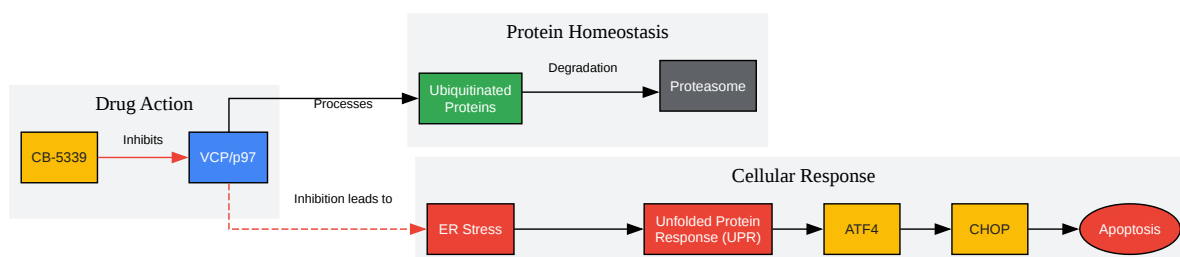 Protein Homeostasis
Degradation
Ubiquitinated
Proteins
Proteasome
Drug Action
Processes
Inhibits
CB-5339
VCP/p97
Cellular Response
Inhibition leads to
ER Stress
Unfolded Protein
Response (UPR)
ATF4
CHOP
Apoptosis